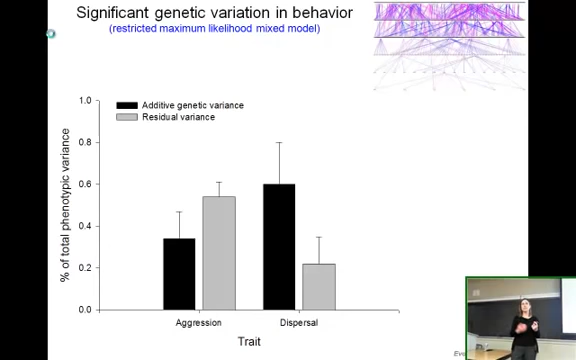 Significant genetic variation in behavior
(restricted maximum likelihood mixed model)
1.0
Additive genetic variance
Residual variance
0.8
0.6
0.4
0.2
0.0
% of total phenotypic variance
Aggression
Dispersal
Trait